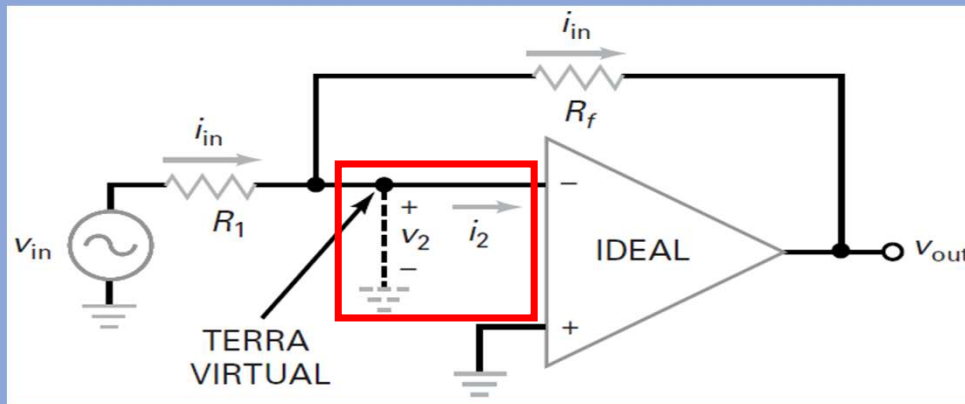 i_in
R_f
i_in
R_1
−
+
v_2
−
i_2
IDEAL
v_in
v_out
+
TERRA
VIRTUAL